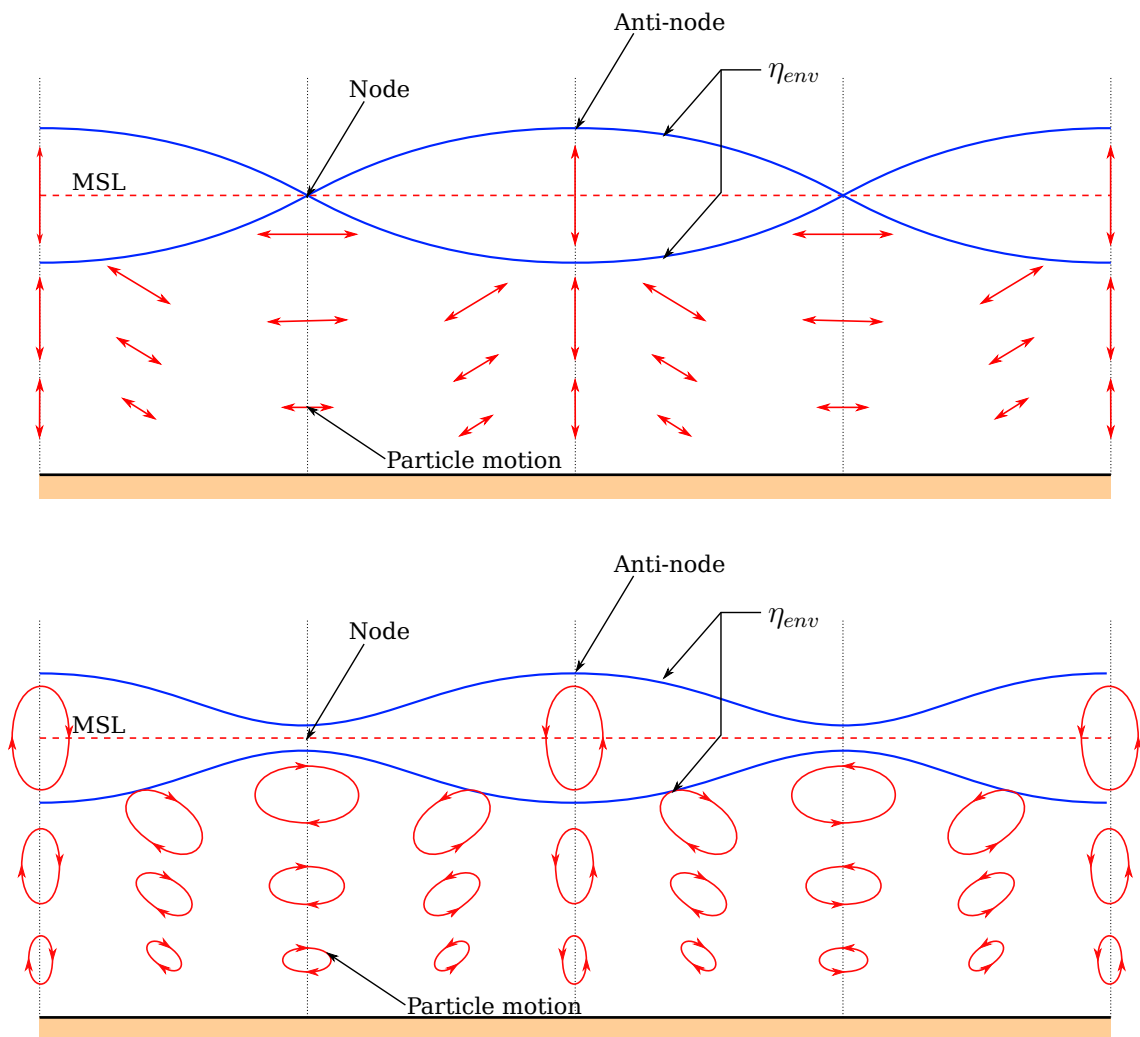 Anti-node
Node
η_env
MSL
Particle motion
Anti-node
Node
η_env
MSL
Particle motion